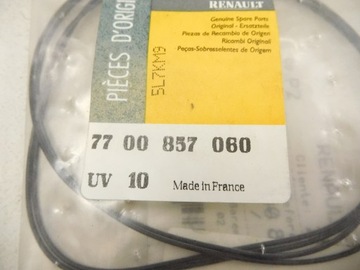 RENAULT
Genuine Spare Parts
Original - Ersatzteile
Piezas de Recambio de Origen
Ricambi Originali
Peças-Sobresselentes de Origem
PIÈCES D'ORIGI
5L7KM9
77 00 857 060
UV 10 Made in France